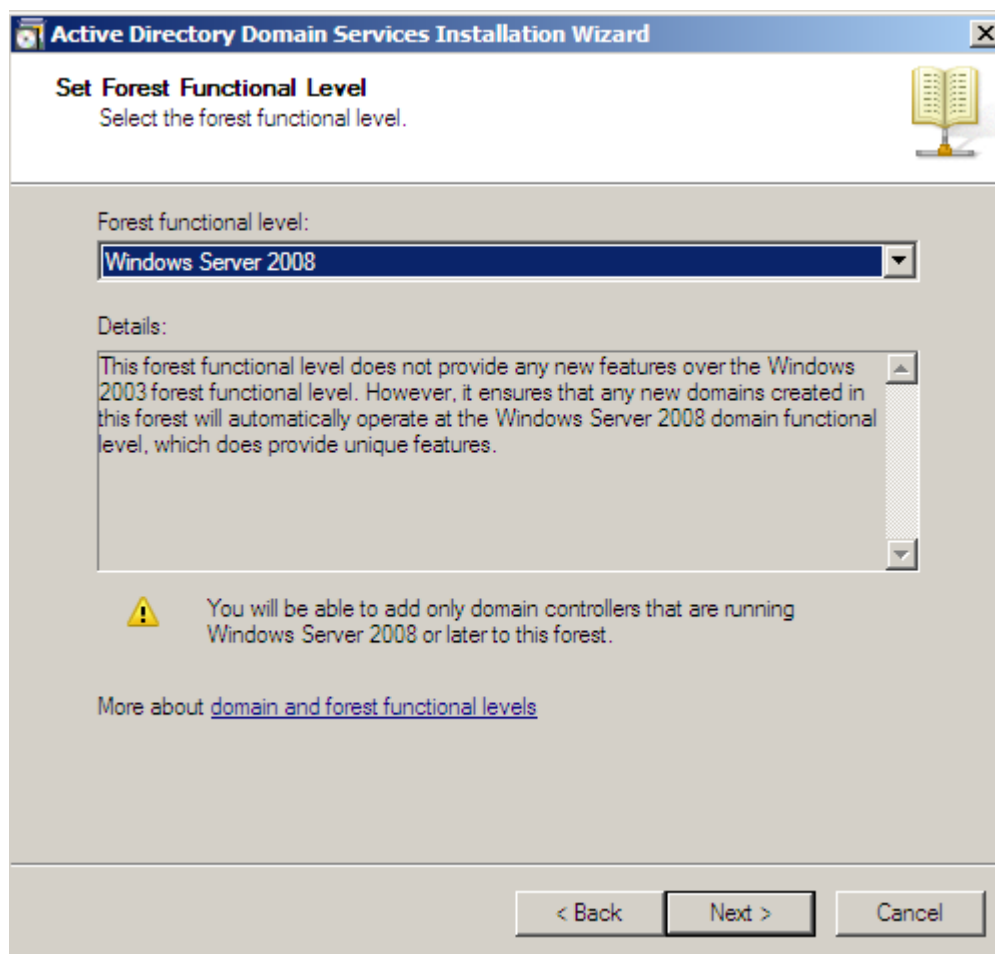 Active Directory Domain Services Installation Wizard
Set Forest Functional Level
Select the forest functional level.
Forest functional level:
Windows Server 2008
Details:
This forest functional level does not provide any new features over the Windows
2003 forest functional level. However, it ensures that any new domains created in
this forest will automatically operate at the Windows Server 2008 domain functional
level, which does provide unique features.
You will be able to add only domain controllers that are running
Windows Server 2008 or later to this forest.
More about domain and forest functional levels
< Back Next > Cancel